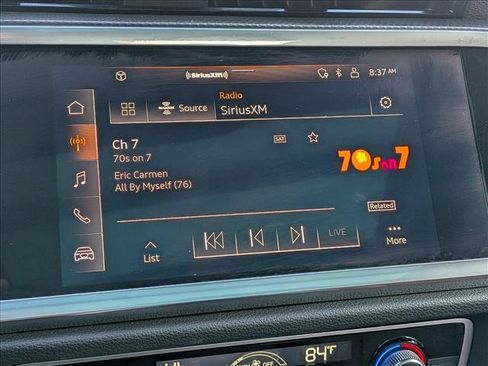 ((SiriusXM))
8:37 AM
Radio
Source
SiriusXM
Ch 7
SAT
70s on 7
70s on 7
Eric Carmen
All By Myself (76)
Related
LIVE
List
More
84°F
OFF